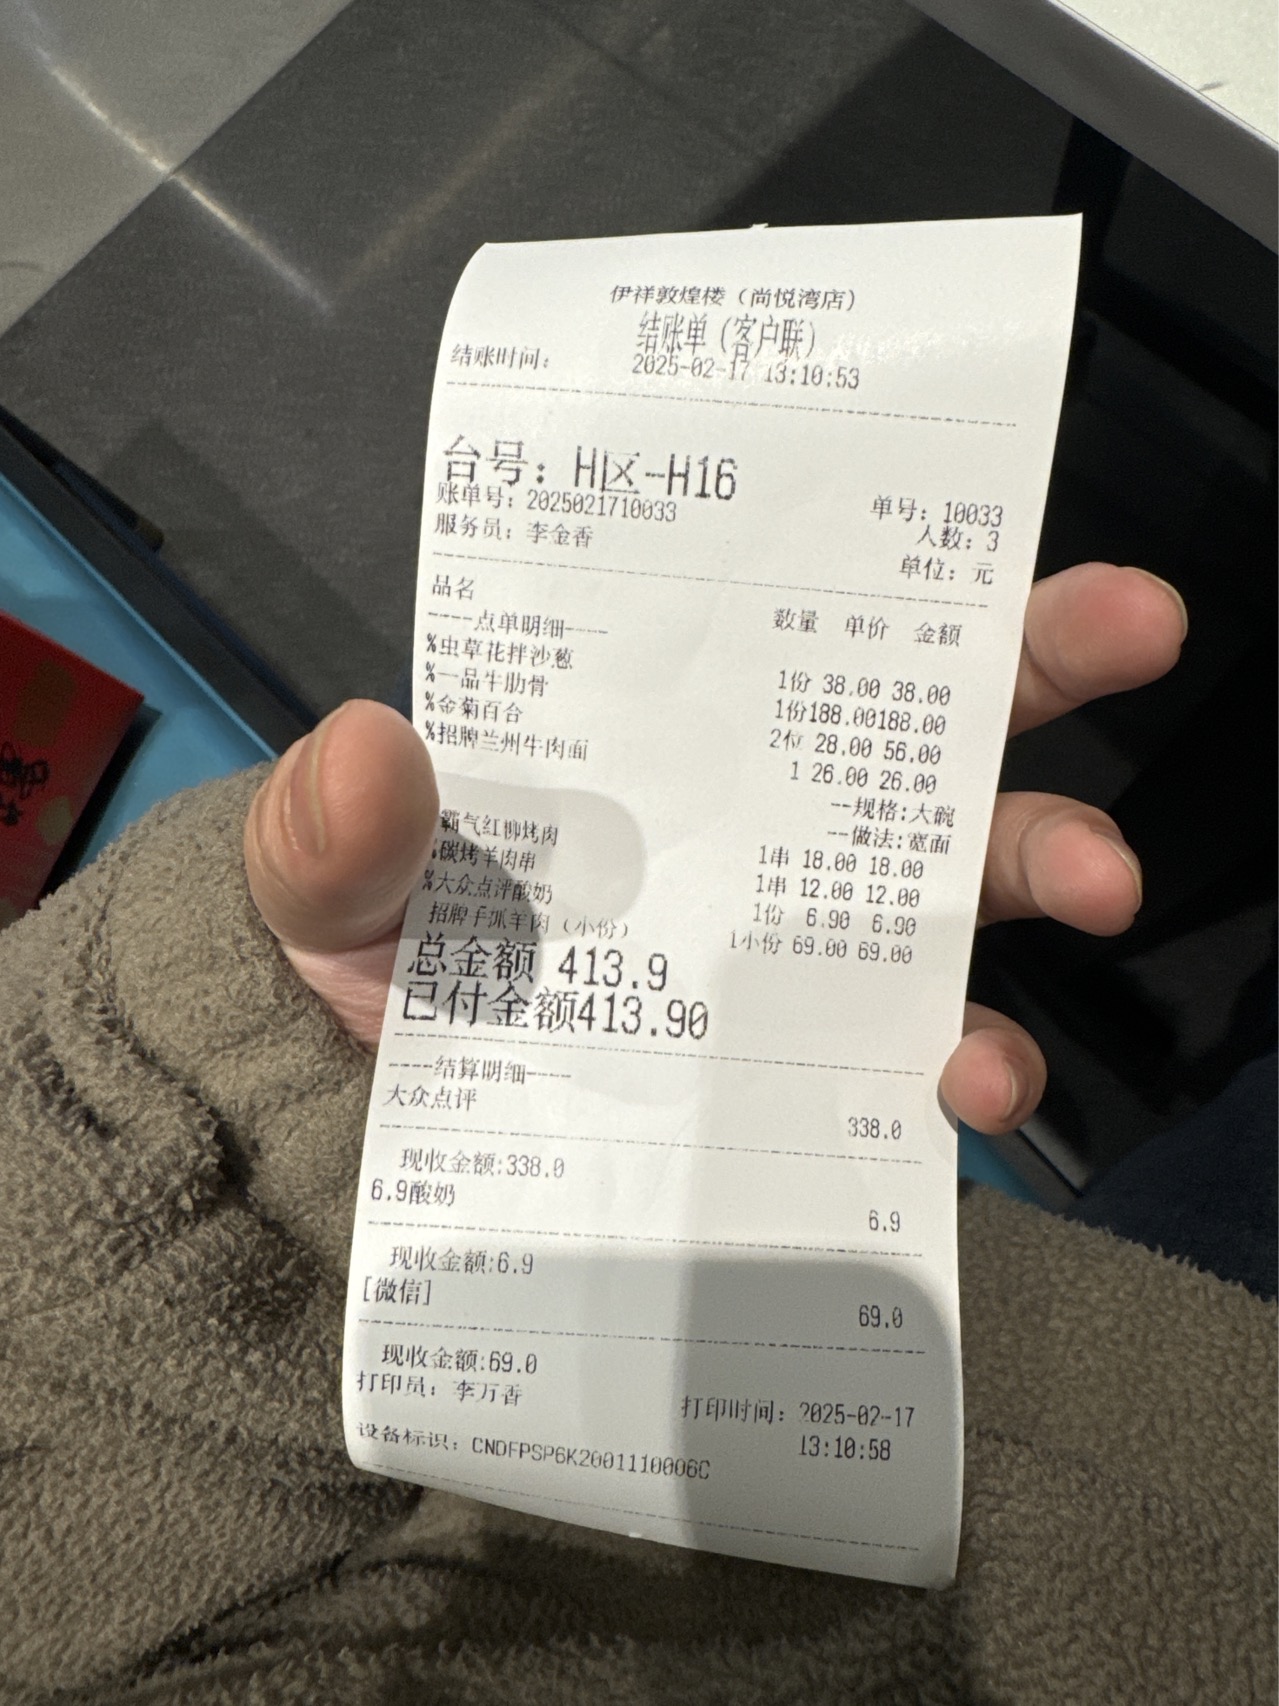 伊祥敦煌楼（尚悦湾店）
结账单（客户联）
结账时间： 2025-02-17 13:10:53
台号：H区-H16
账单号：2025021710033 单号：10033
服务员：李金香 人数：3
单位：元
品名 数量 单价 金额
----点单明细----
%虫草花拌沙葱 1份 38.00 38.00
%一品牛肋骨 1份188.00188.00
%金菊百合 2位 28.00 56.00
%招牌兰州牛肉面 1 26.00 26.00
--规格:大碗
--做法:宽面
霸气红柳烤肉 1串 18.00 18.00
%碳烤羊肉串 1串 12.00 12.00
%大众点评酸奶 1份 6.90 6.90
招牌手抓羊肉（小份） 1小份 69.00 69.00
总金额 413.9
已付金额413.90
----结算明细----
大众点评 338.0
现收金额:338.0
6.9酸奶 6.9
现收金额:6.9
[微信] 69.0
现收金额:69.0
打印员：李万香 打印时间：2025-02-17
13:10:58
设备标识：CNDFPSP6K2001110006C